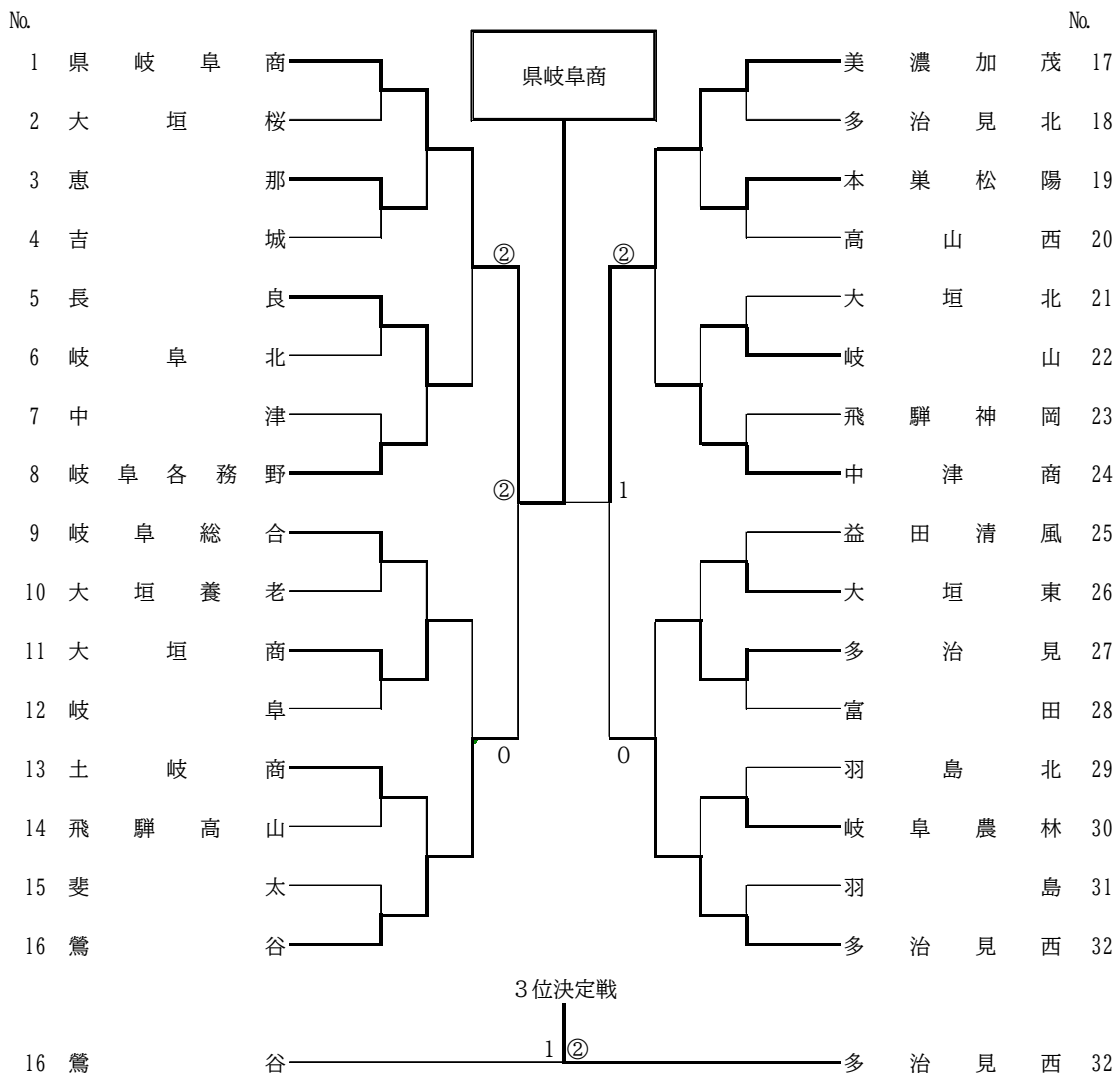 No. No.
県岐阜商
1 県岐阜商 美濃加茂 17
2 大垣桜 多治見北 18
3 恵那 本巣松陽 19
4 吉城 高山西 20
② ②
5 長良 大垣北 21
6 岐阜北 岐山 22
7 中津 飛騨神岡 23
8 岐阜各務野 中津商 24
② 1
9 岐阜総合 益田清風 25
10 大垣養老 大垣東 26
11 大垣商 多治見 27
12 岐阜 富田 28
0 0
13 土岐商 羽島北 29
14 飛騨高山 岐阜農林 30
15 斐太 羽島 31
16 鶯谷 多治見西 32
3位決定戦
1 ②
16 鶯谷 多治見西 32